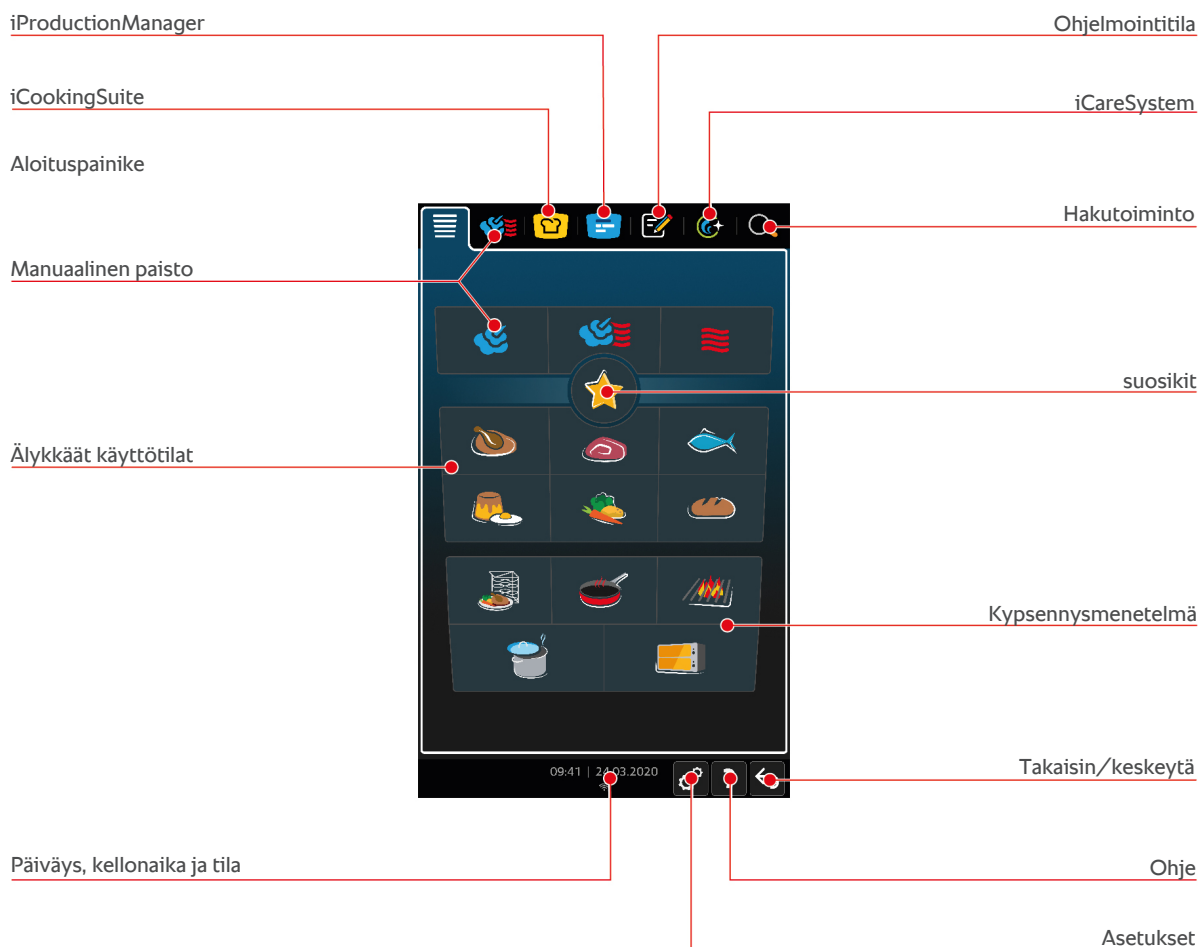 iProductionManager
Ohjelmointitila
iCookingSuite
iCareSystem
Aloituspainike
Hakutoiminto
Manuaalinen paisto
suosikit
Älykkäät käyttötilat
Kypsennysmenetelmä
09:41 | 24.03.2020
Takaisin/keskeytä
Päiväys, kellonaika ja tila
Ohje
Asetukset